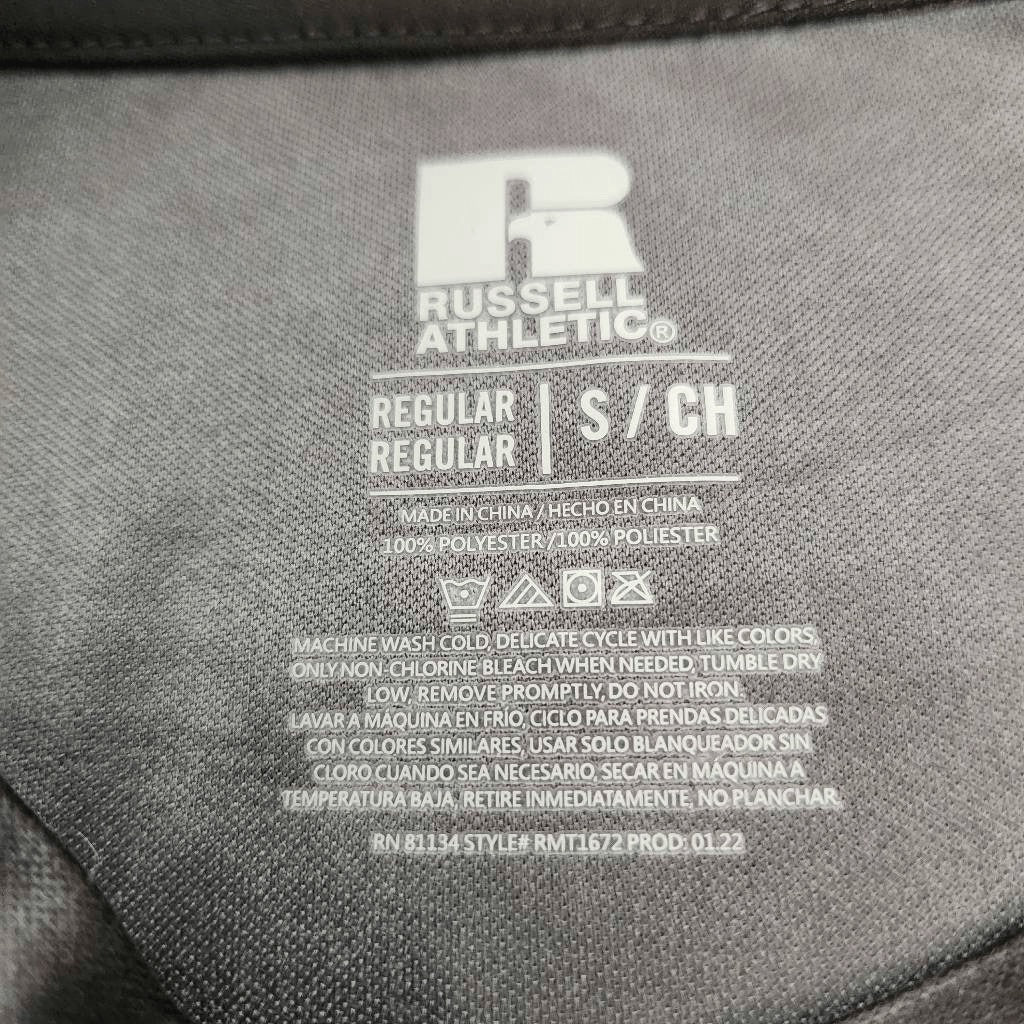 R
RUSSELL
ATHLETIC®
REGULAR
REGULAR
S / CH
MADE IN CHINA / HECHO EN CHINA
100% POLYESTER /100% POLIESTER
MACHINE WASH COLD, DELICATE CYCLE WITH LIKE COLORS,
ONLY NON-CHLORINE BLEACH WHEN NEEDED, TUMBLE DRY
LOW, REMOVE PROMPTLY, DO NOT IRON.
LAVAR A MÁQUINA EN FRÍO, CICLO PARA PRENDAS DELICADAS
CON COLORES SIMILARES, USAR SOLO BLANQUEADOR SIN
CLORO CUANDO SEA NECESARIO, SECAR EN MÁQUINA A
TEMPERATURA BAJA, RETIRE INMEDIATAMENTE, NO PLANCHAR.
RN 81134 STYLE# RMT1672 PROD: 01.22